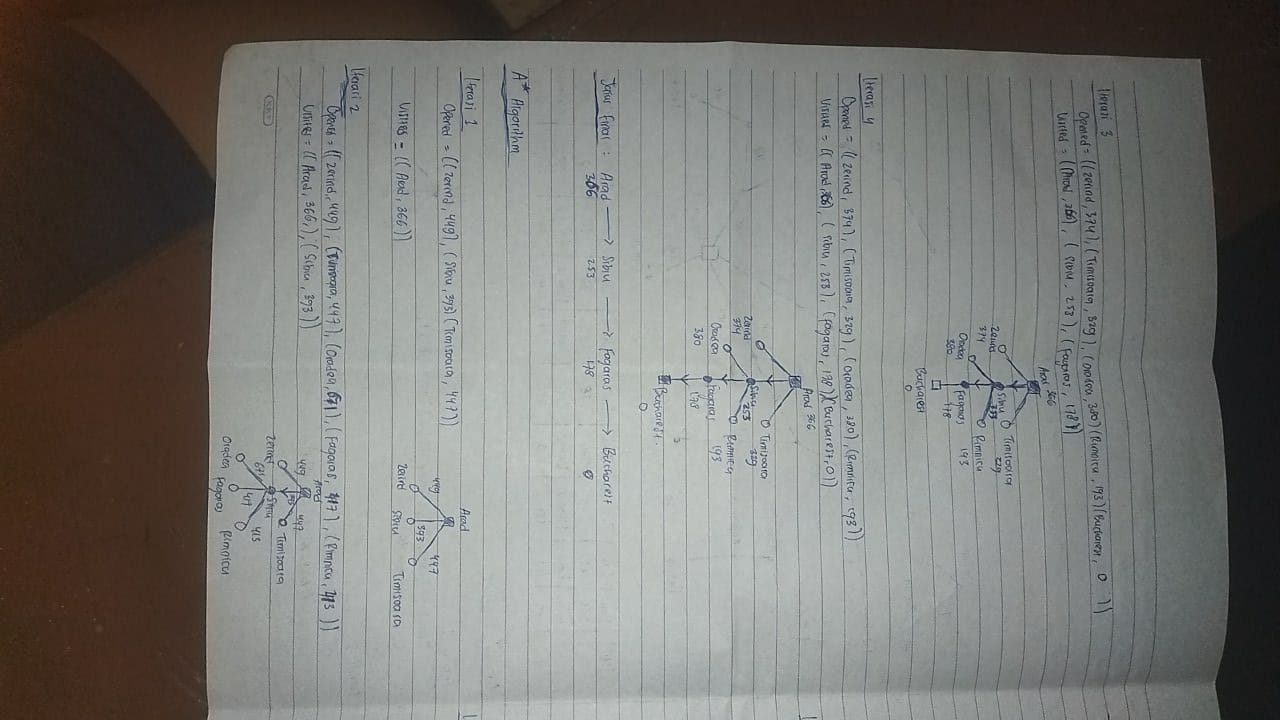 Iterasi 3
Opened = ((Zerind, 374), (Timisoara, 329), (Oradea, 380) (Rimnicu, 193) (Bucharest, 0))
Visited = ((Arad, 366), (Sibiu, 253), (Fagaras, 178))
Arad 366
Timisoara
329
Zerind
374
Sibiu
253
Rimnicu
193
Oradea
380
Fagaras
178
Bucharest
0
Iterasi 4
Opened = ((Zerind, 374), (Timisoara, 329), (Oradea, 380), (Rimnicu, 193))
Visited = ((Arad, 366), (Sibiu, 253), (Fagaras, 178) (Bucharest, 0))
Arad 366
Timisoara
329
Zerind
374
Sibiu
253
Rimnicu
193
Oradea
380
Fagaras
178
Bucharest.
0
Jalur Final : Arad → Sibiu → Fagaras → Bucharest
366 253 178 0
A* Algorithm
Iterasi 1
Opened = ((Zerind, 449), (Sibiu, 393) (Timisoara, 447))
Visited = ((Arad, 366))
Arad
449 393 447
Zerind Sibiu Timisoara
Iterasi 2
Opened = ((Zerind, 449), (Timisoara, 447), (Oradea, 671), (Fagaras, 417), (Rimnicu, 413))
Visited = ((Arad, 366,), (Sibiu, 393))
Arad
449 393 447
Zerind Sibiu Timisoara
671 417 413
Oradea Fagaras Rimnicu
KKY